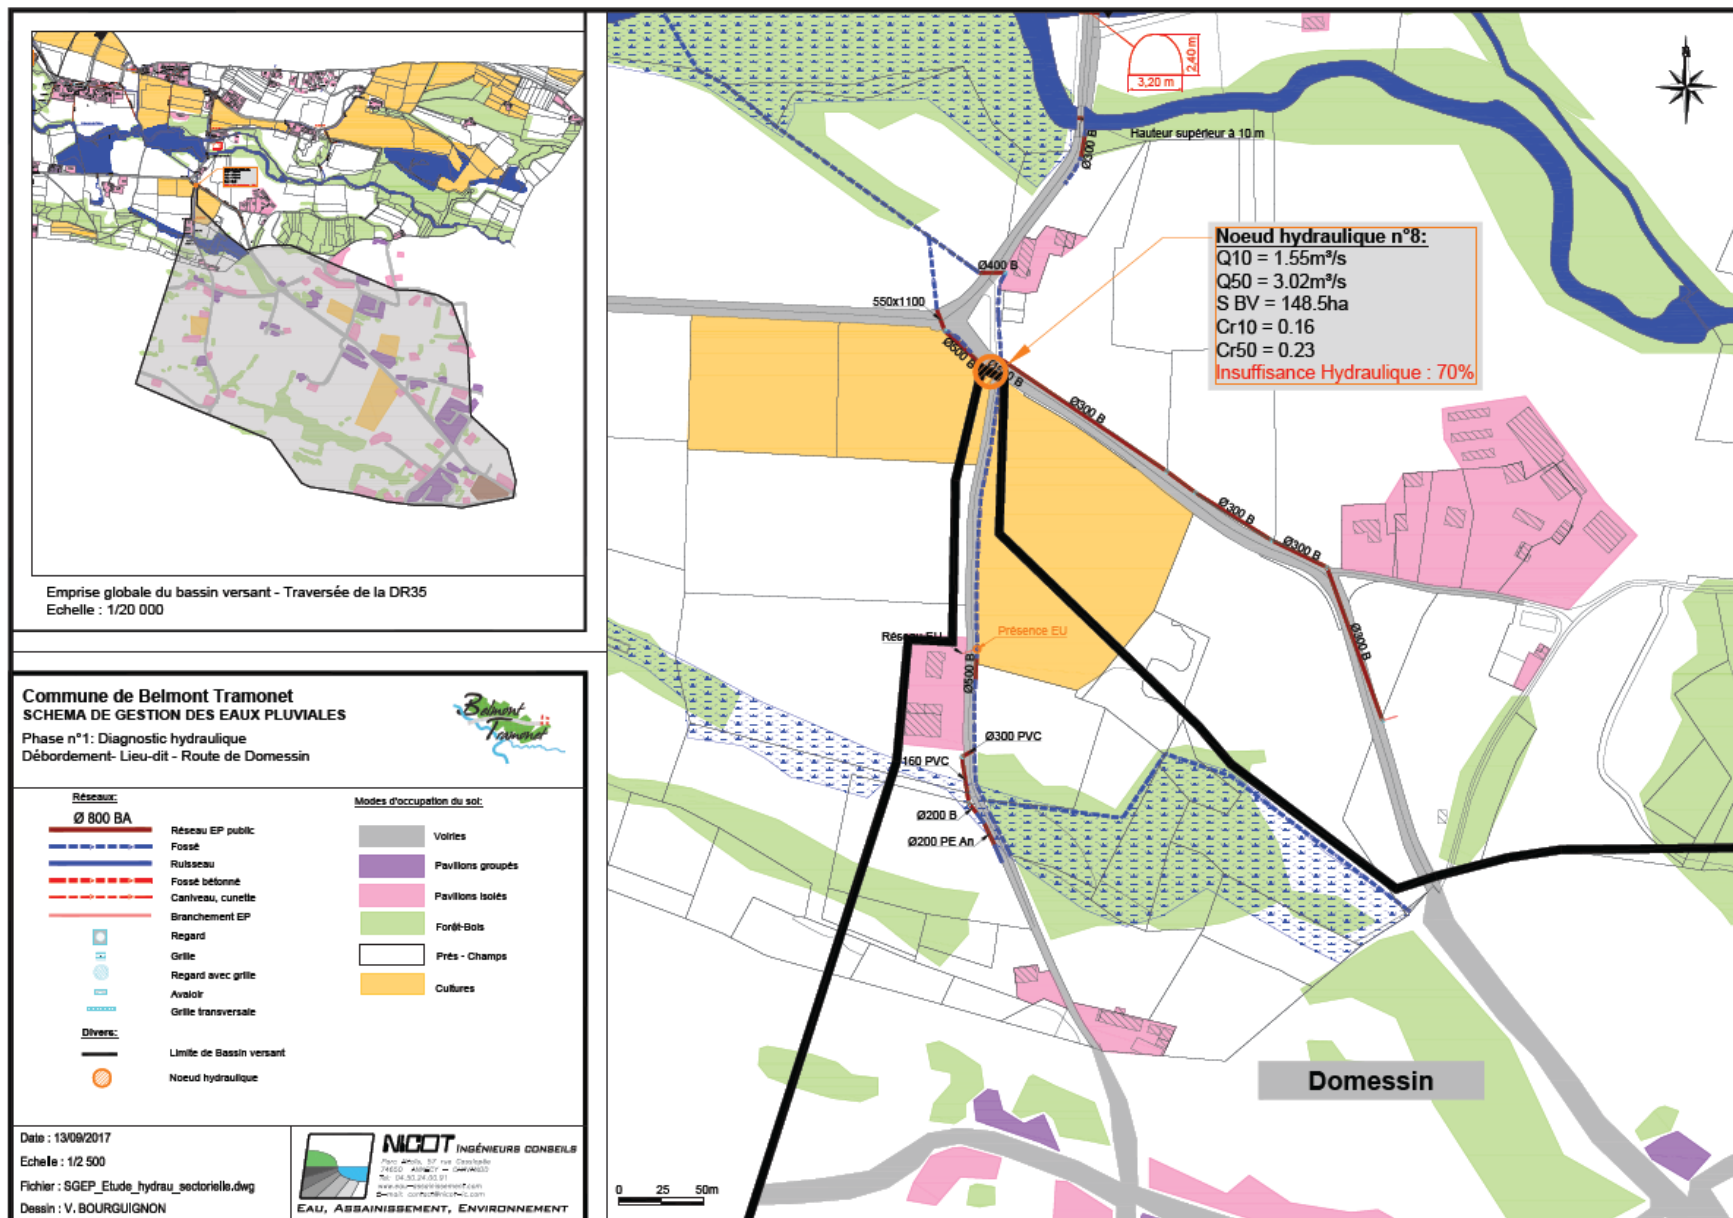 Emprise globale du bassin versant - Traversée de la DR35
Echelle : 1/20 000
Commune de Belmont Tramonet
SCHEMA DE GESTION DES EAUX PLUVIALES
Phase n°1: Diagnostic hydraulique
Débordement- Lieu-dit - Route de Domessin
Belmont
Tramonet
Réseaux:
Ø 800 BA
Réseau EP public
Fossé
Ruisseau
Fossé bétonné
Caniveau, cunette
Branchement EP
Regard
Grille
Regard avec grille
Avaloir
Grille transversale
Divers:
Limite de Bassin versant
Noeud hydraulique
Modes d'occupation du sol:
Voiries
Pavillons groupés
Pavillons isolés
Forêt-Bois
Prés - Champs
Cultures
Date : 13/09/2017
Echelle : 1/2 500
Fichier : SGEP_Etude_hydrau_sectorielle.dwg
Dessin : V. BOURGUIGNON
NICOT INGÉNIEURS CONSEILS
EAU, ASSAINISSEMENT, ENVIRONNEMENT
2,40 m
3,20 m
N
Hauteur supérieur à 10 m
Ø300 B
Noeud hydraulique n°8:
Q10 = 1.55m³/s
Q50 = 3.02m³/s
S BV = 148.5ha
Cr10 = 0.16
Cr50 = 0.23
Insuffisance Hydraulique : 70%
Ø400 B
550x1100
Ø500 B
Ø300 B
Ø300 B
Ø300 B
Ø300 B
Réseau EU
Présence EU
Ø500 B
Ø300 PVC
160 PVC
Ø200 B
Ø200 PE An
Domessin
0 25 50m